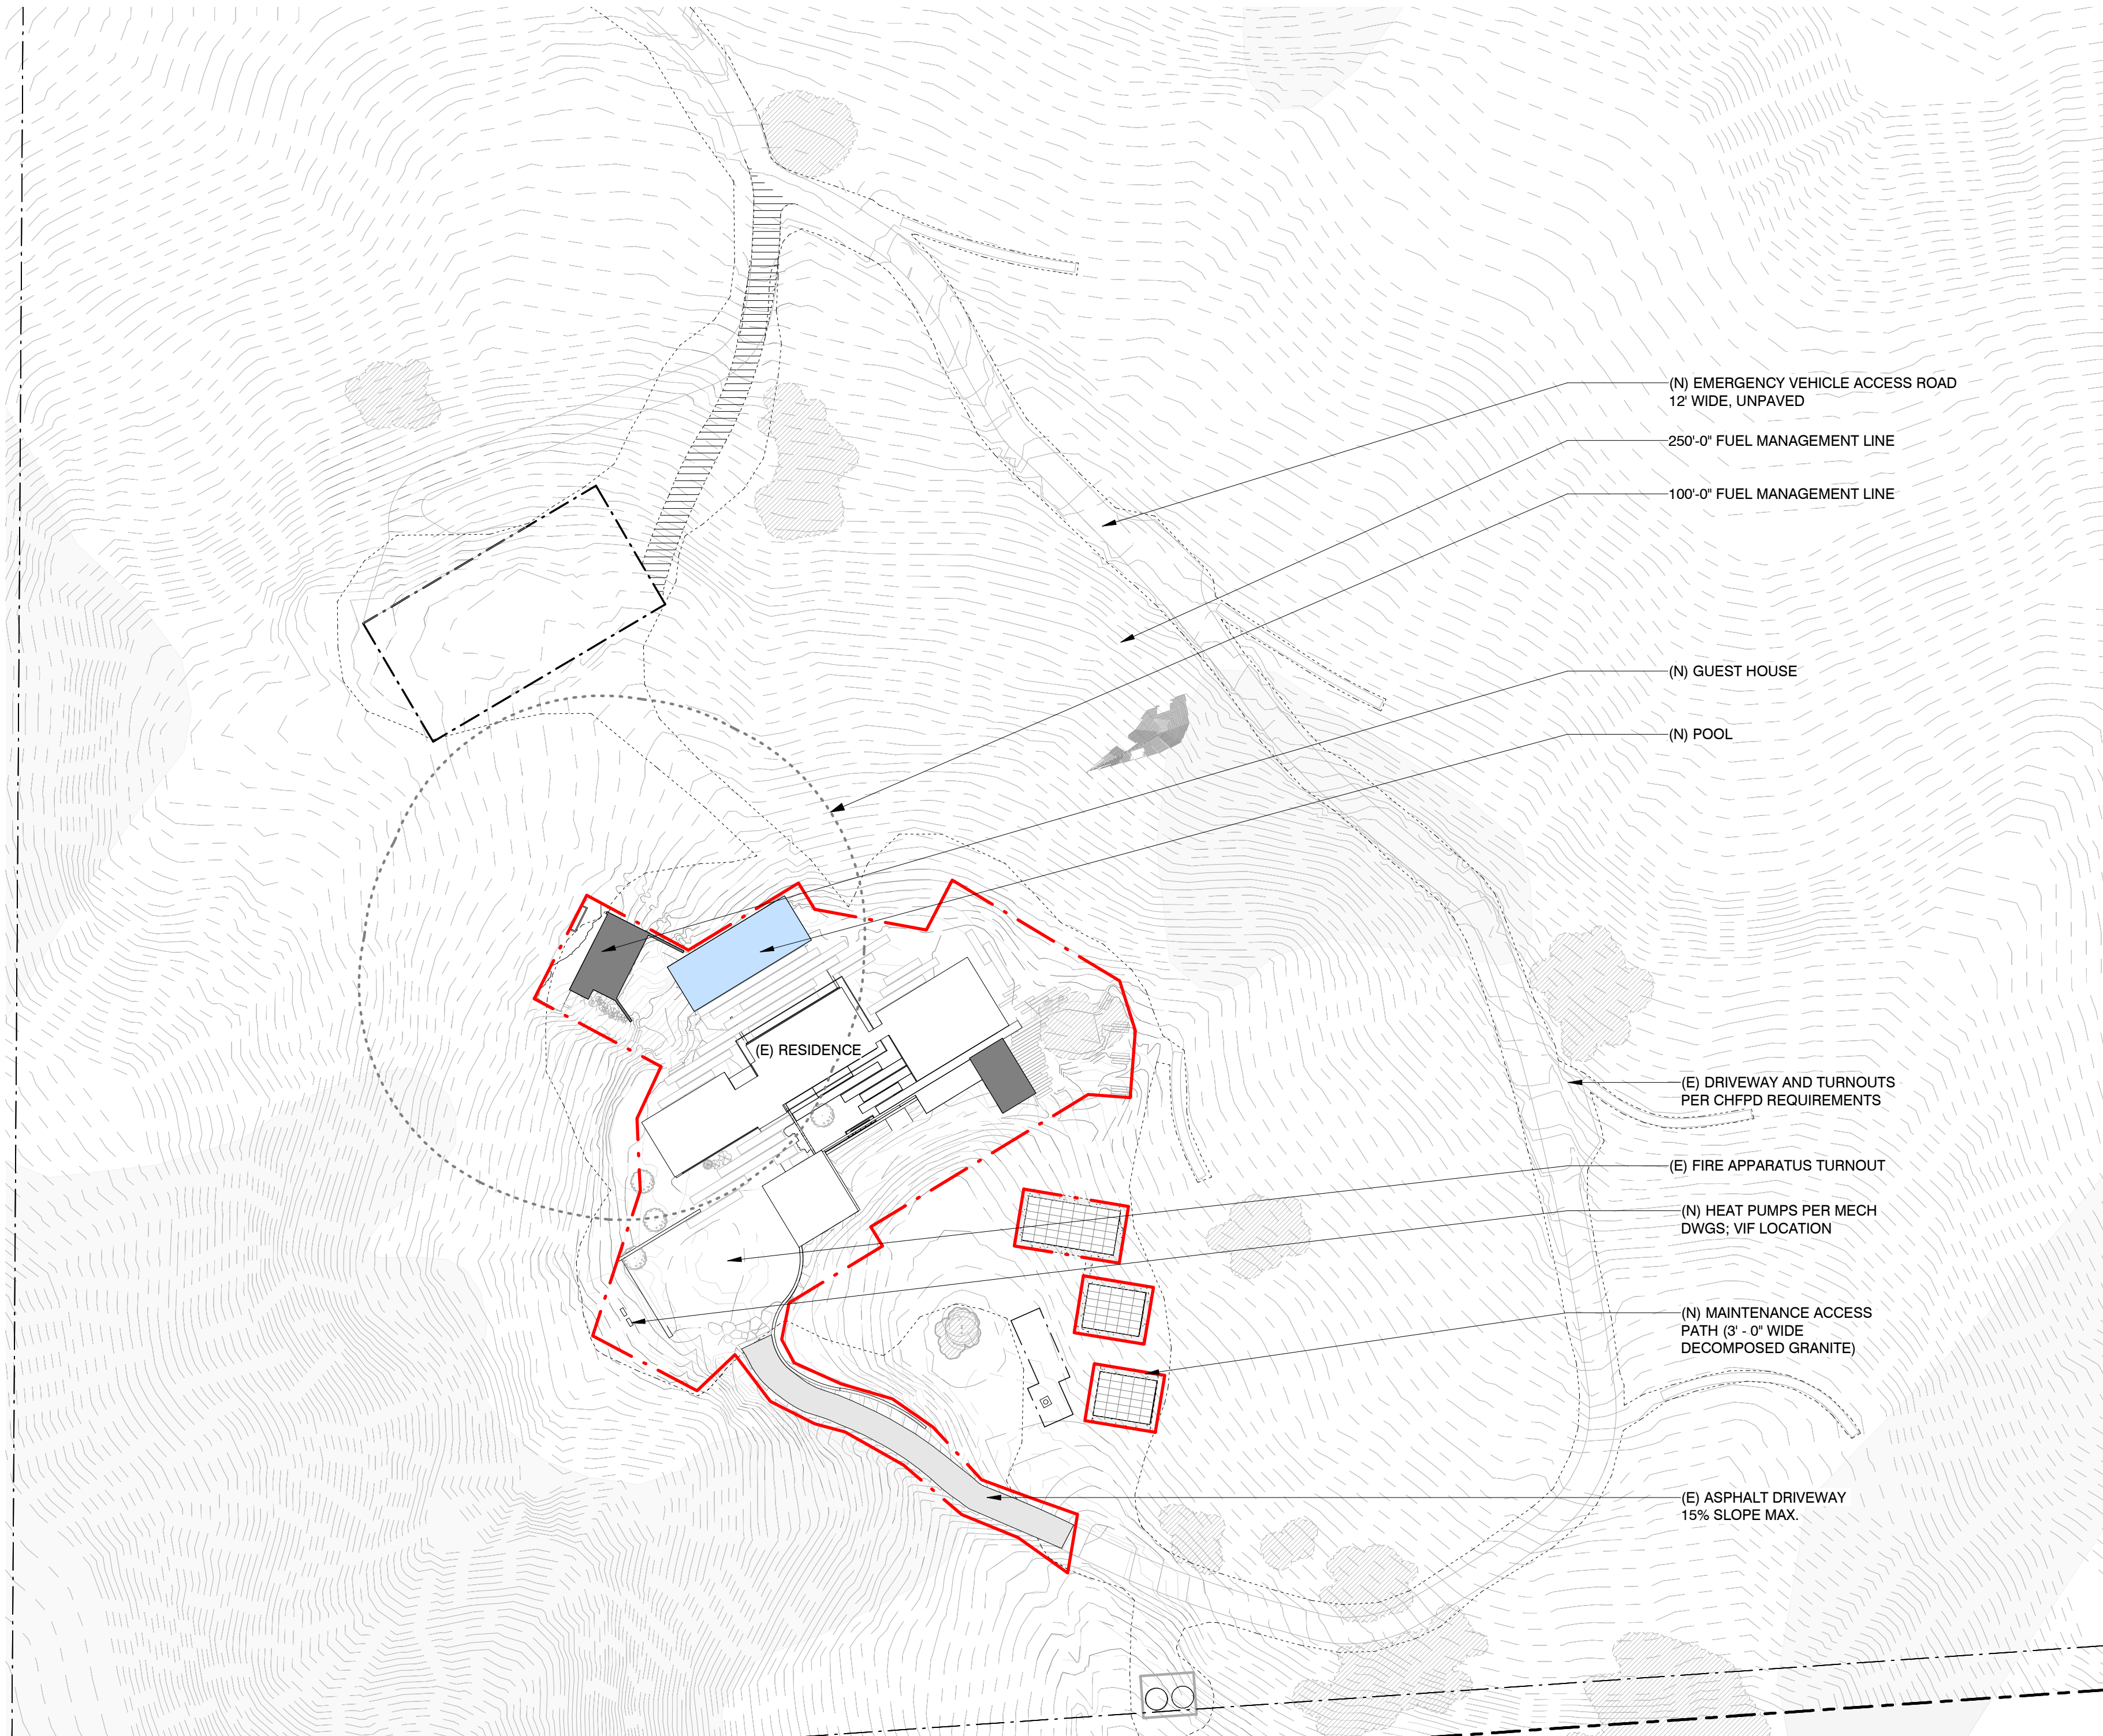 (N) EMERGENCY VEHICLE ACCESS ROAD
12' WIDE, UNPAVED
250'-0" FUEL MANAGEMENT LINE
100'-0" FUEL MANAGEMENT LINE
(N) GUEST HOUSE
(N) POOL
(E) RESIDENCE
(E) DRIVEWAY AND TURNOUTS
PER CHFPD REQUIREMENTS
(E) FIRE APPARATUS TURNOUT
(N) HEAT PUMPS PER MECH
DWGS; VIF LOCATION
(N) MAINTENANCE ACCESS
PATH (3' - 0" WIDE
DECOMPOSED GRANITE)
(E) ASPHALT DRIVEWAY
15% SLOPE MAX.